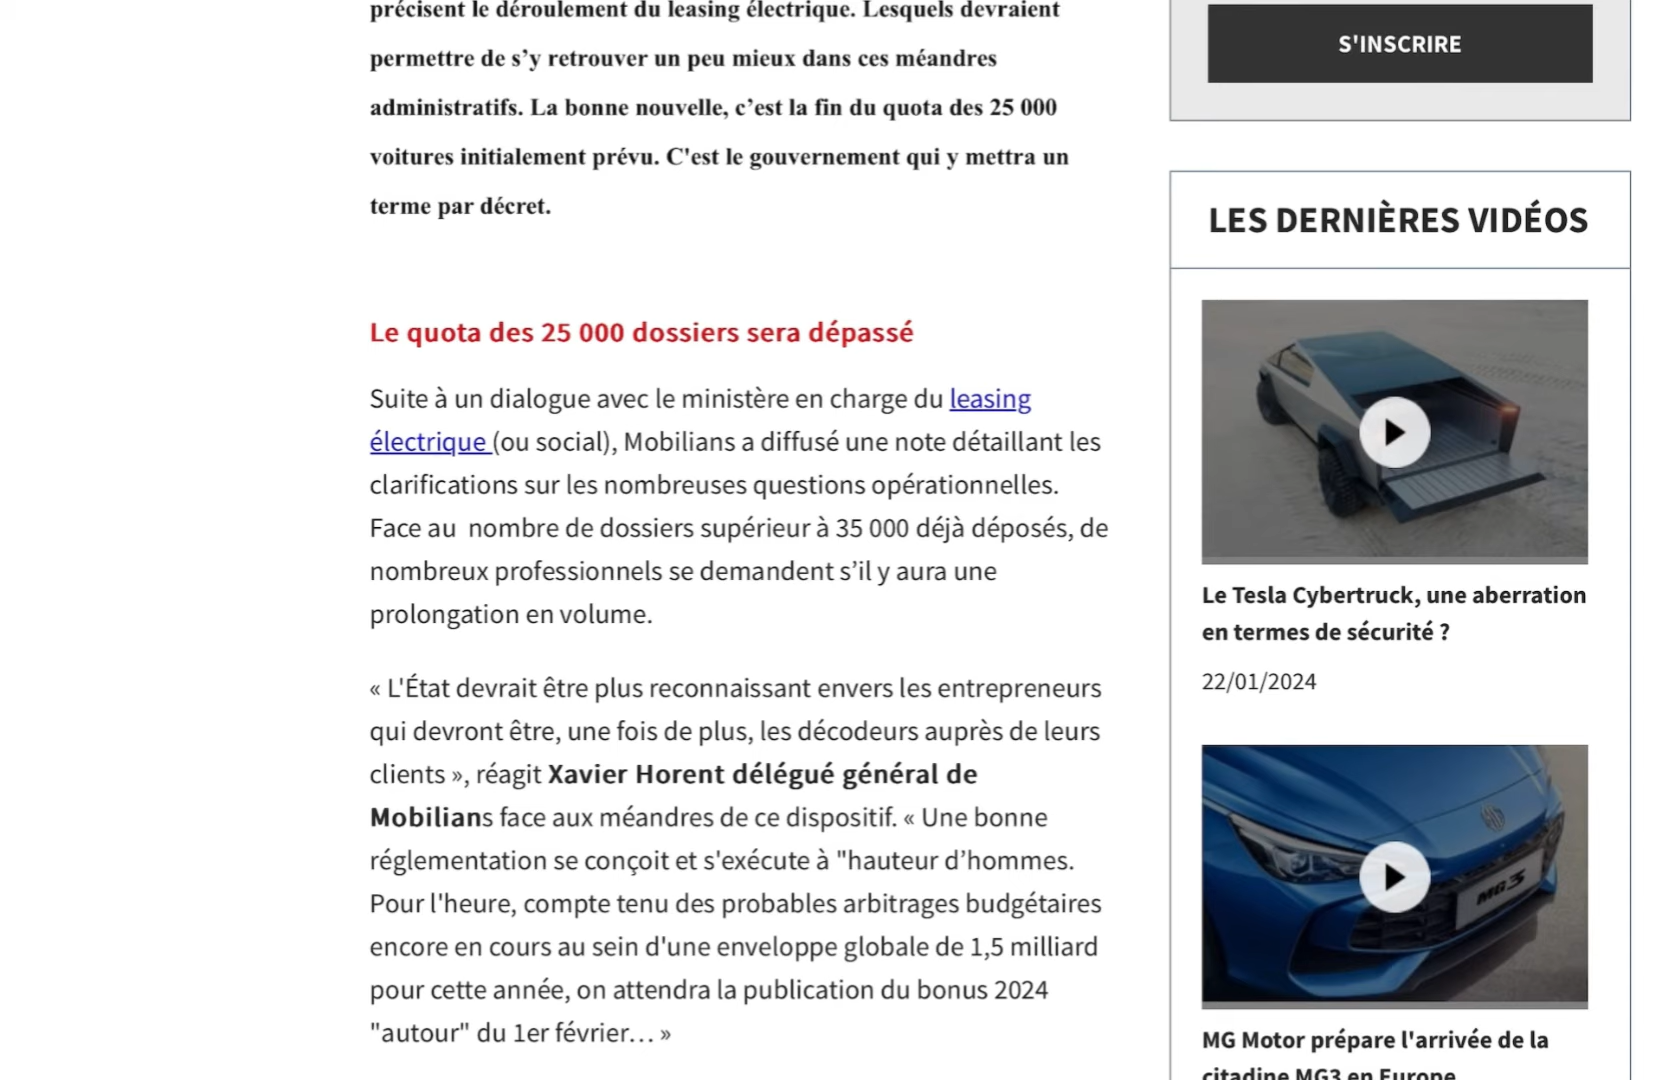 précisent le déroulement du leasing électrique. Lesquels devraient
permettre de s’y retrouver un peu mieux dans ces méandres
administratifs. La bonne nouvelle, c’est la fin du quota des 25 000
voitures initialement prévu. C'est le gouvernement qui y mettra un
terme par décret.
Le quota des 25 000 dossiers sera dépassé
Suite à un dialogue avec le ministère en charge du leasing
électrique (ou social), Mobilians a diffusé une note détaillant les
clarifications sur les nombreuses questions opérationnelles.
Face au  nombre de dossiers supérieur à 35 000 déjà déposés, de
nombreux professionnels se demandent s’il y aura une
prolongation en volume.
« L'État devrait être plus reconnaissant envers les entrepreneurs
qui devront être, une fois de plus, les décodeurs auprès de leurs
clients », réagit Xavier Horent délégué général de
Mobilians face aux méandres de ce dispositif. « Une bonne
réglementation se conçoit et s'exécute à "hauteur d’hommes.
Pour l'heure, compte tenu des probables arbitrages budgétaires
encore en cours au sein d'une enveloppe globale de 1,5 milliard
pour cette année, on attendra la publication du bonus 2024
"autour" du 1er février… »
S'INSCRIRE
LES DERNIÈRES VIDÉOS
Le Tesla Cybertruck, une aberration
en termes de sécurité ?
22/01/2024
MG3
MG Motor prépare l'arrivée de la
citadine MG3 en Europe